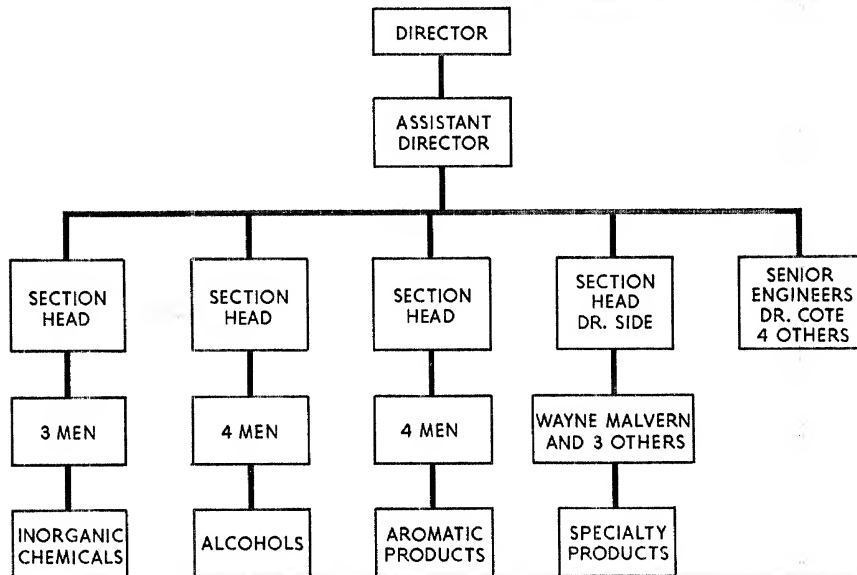 DIRECTOR
ASSISTANT
DIRECTOR
SECTION
HEAD
SECTION
HEAD
SECTION
HEAD
SECTION
HEAD
DR. SIDE
SENIOR
ENGINEERS
DR. COTE
4 OTHERS
3 MEN
4 MEN
4 MEN
WAYNE MALVERN
AND 3 OTHERS
INORGANIC
CHEMICALS
ALCOHOLS
AROMATIC
PRODUCTS
SPECIALTY
PRODUCTS